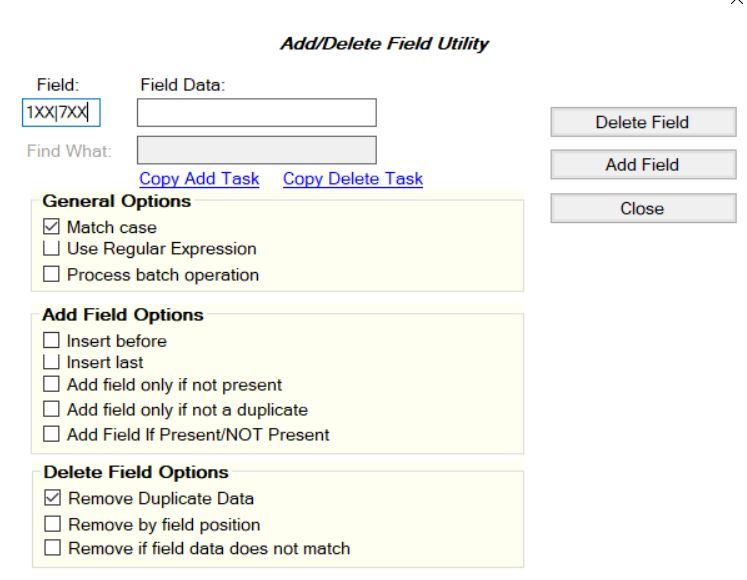 Add/Delete Field Utility
Field: Field Data:
1XX|7XX
Delete Field
Find What:
Add Field
Copy Add Task Copy Delete Task
General Options
Close
Match case
Use Regular Expression
Process batch operation
Add Field Options
Insert before
Insert last
Add field only if not present
Add field only if not a duplicate
Add Field If Present/NOT Present
Delete Field Options
Remove Duplicate Data
Remove by field position
Remove if field data does not match